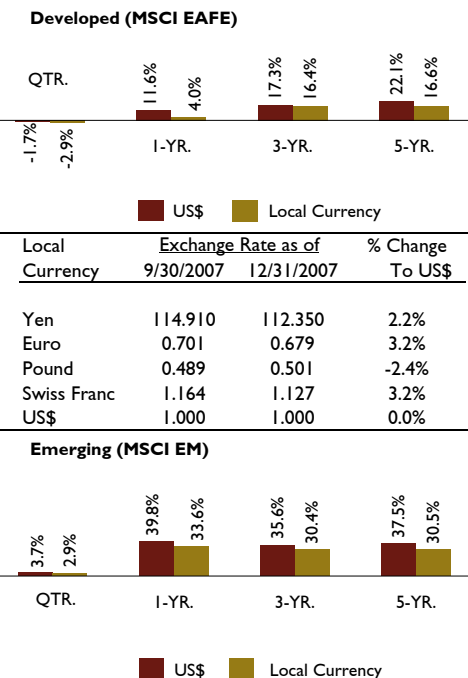 Developed (MSCI EAFE)
QTR.
-1.7%
-2.9%
11.6%
4.0%
1-YR.
17.3%
16.4%
3-YR.
22.1%
16.6%
5-YR.
US$ Local Currency
Local Exchange Rate as of % Change
Currency 9/30/2007 12/31/2007 To US$
Yen 114.910 112.350 2.2%
Euro 0.701 0.679 3.2%
Pound 0.489 0.501 -2.4%
Swiss Franc 1.164 1.127 3.2%
US$ 1.000 1.000 0.0%
Emerging (MSCI EM)
3.7%
2.9%
39.8%
33.6%
35.6%
30.4%
37.5%
30.5%
QTR. 1-YR. 3-YR. 5-YR.
US$ Local Currency